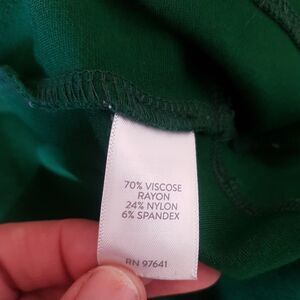 70% VISCOSE
RAYON
24% NYLON
6% SPANDEX
RN 97641